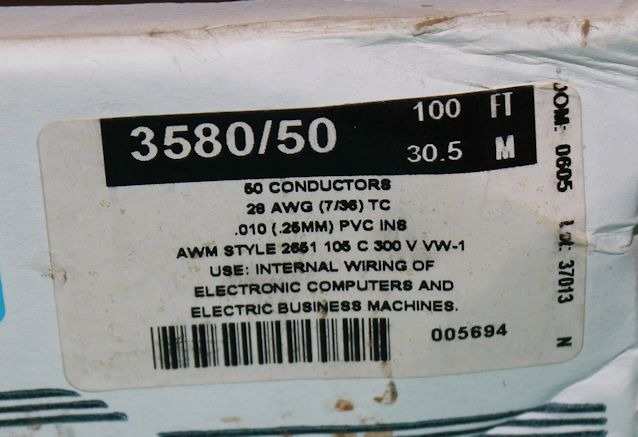 3580/50
100 FT
30.5 M
50 CONDUCTORS
28 AWG (7/36) TC
.010 (.25MM) PVC INS
AWM STYLE 2651 105 C 300 V VW-1
USE: INTERNAL WIRING OF
ELECTRONIC COMPUTERS AND
ELECTRIC BUSINESS MACHINES.
005694
0605 Lot: 37013 N